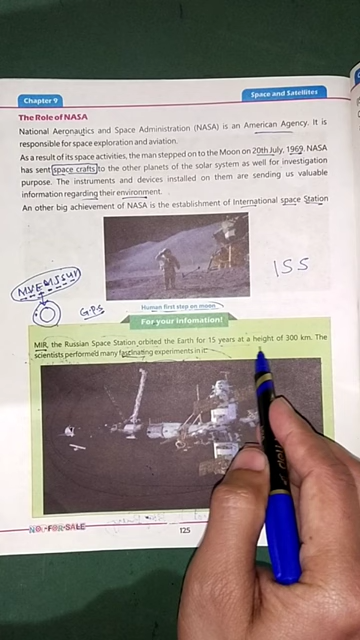 Chapter 9
Space and Satellites
The Role of NASA
National Aeronautics and Space Administration (NASA) is an American Agency. It is
responsible for space exploration and aviation.
As a result of its space activities, the man stepped on to the Moon on 20th July, 1969. NASA
has sent space crafts to the other planets of the solar system as well for investigation
purpose. The instruments and devices installed on them are sending us valuable
information regarding their environment.
An other big achievement of NASA is the establishment of International space Station
ISS
MVEMJSUN
G.P.S
Human first step on moon
For your Infomation!
MIR, the Russian Space Station orbited the Earth for 15 years at a height of 300 km. The
scientists performed many fascinating experiments in it.
NOT FOR SALE
125